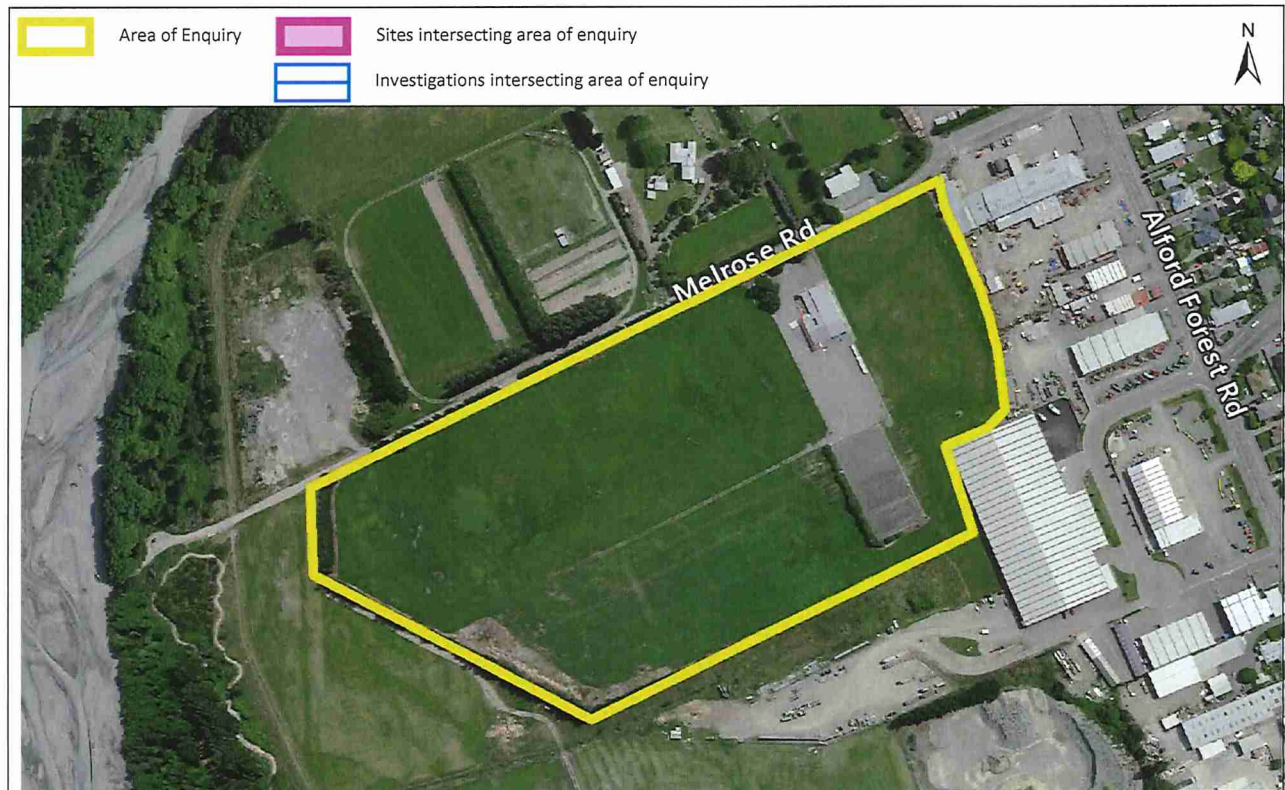 Area of Enquiry
Sites intersecting area of enquiry
Investigations intersecting area of enquiry
N
Melrose Rd
Alford Forest Rd